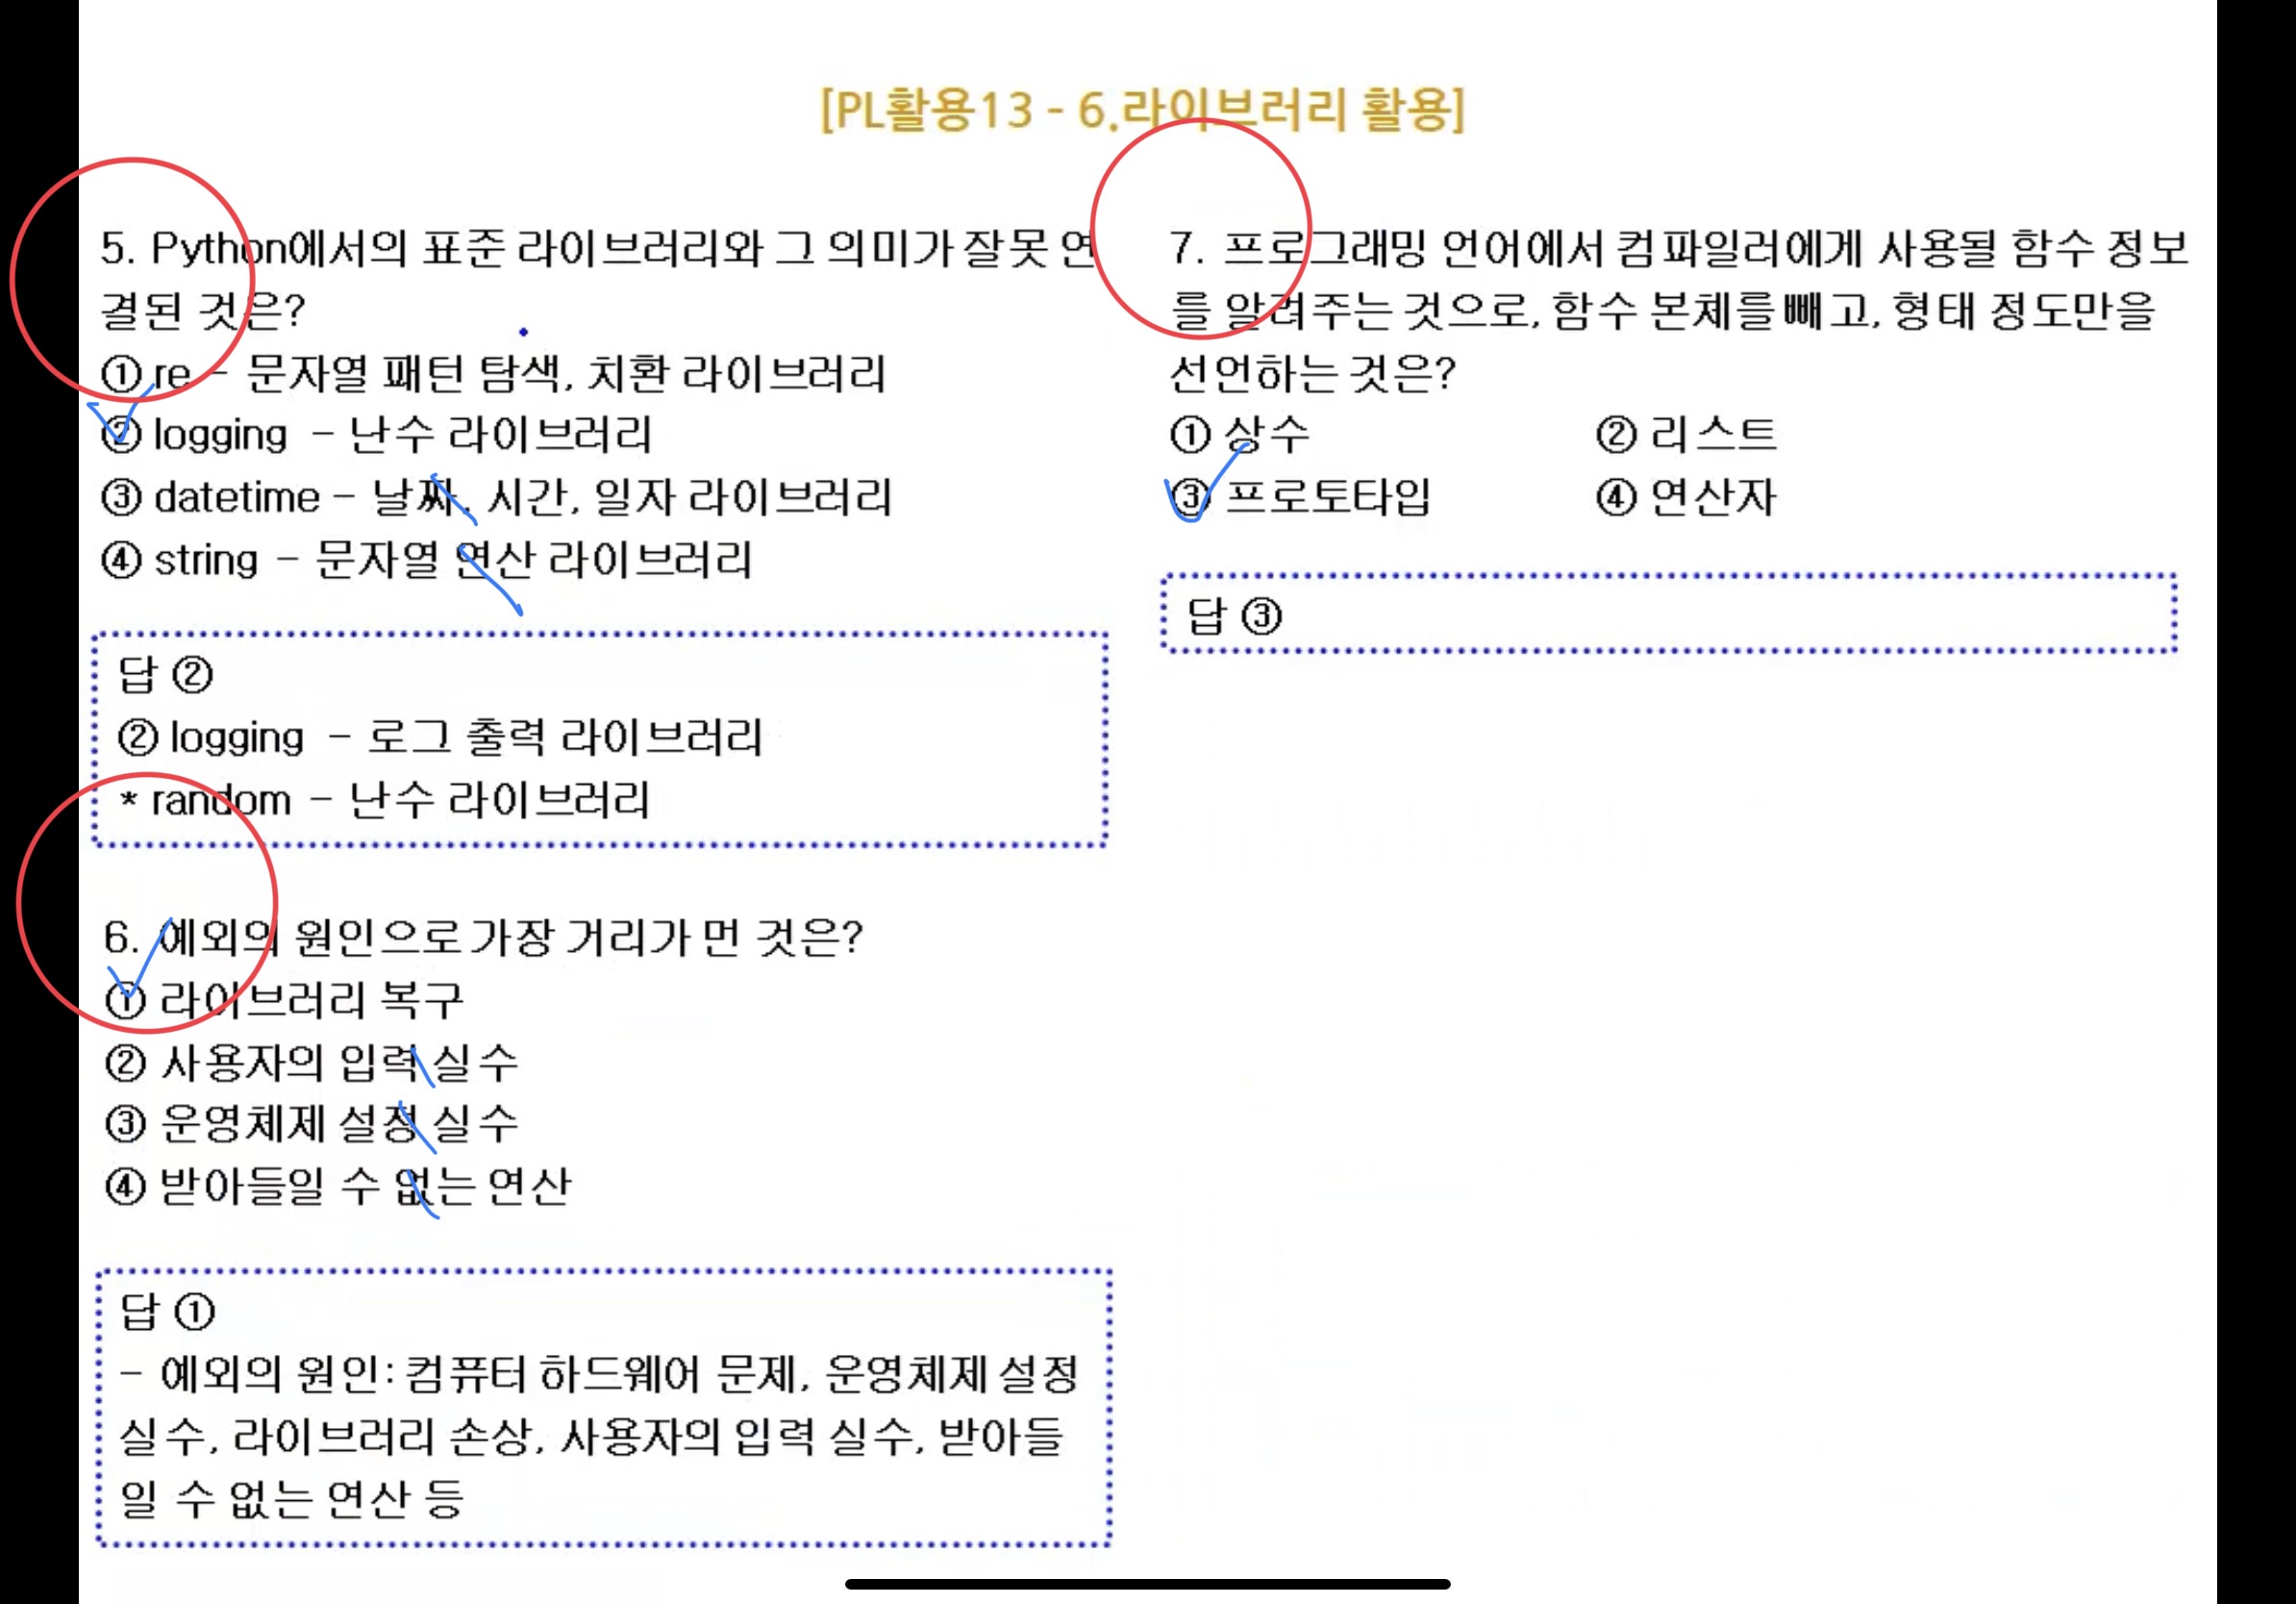 [PL활용13 - 6.라이브러리 활용]
5. Python에서의 표준 라이브러리와 그 의미가 잘못 연
결된 것은?
① re - 문자열 패턴 탐색, 치환 라이브러리
② logging - 난수 라이브러리
③ datetime - 날짜, 시간, 일자 라이브러리
④ string - 문자열 연산 라이브러리
답 ②
② logging - 로그 출력 라이브러리
* random - 난수 라이브러리
6. 예외의 원인으로 가장 거리가 먼 것은?
① 라이브러리 복구
② 사용자의 입력 실수
③ 운영체제 설정 실수
④ 받아들일 수 없는 연산
답 ①
- 예외의 원인: 컴퓨터 하드웨어 문제, 운영체제 설정
실수, 라이브러리 손상, 사용자의 입력 실수, 받아들
일 수 없는 연산 등
7. 프로그래밍 언어에서 컴파일러에게 사용될 함수 정보
를 알려주는 것으로, 함수 본체를 빼고, 형태 정도만을
선언하는 것은?
① 상수 ② 리스트
③ 프로토타입 ④ 연산자
답 ③